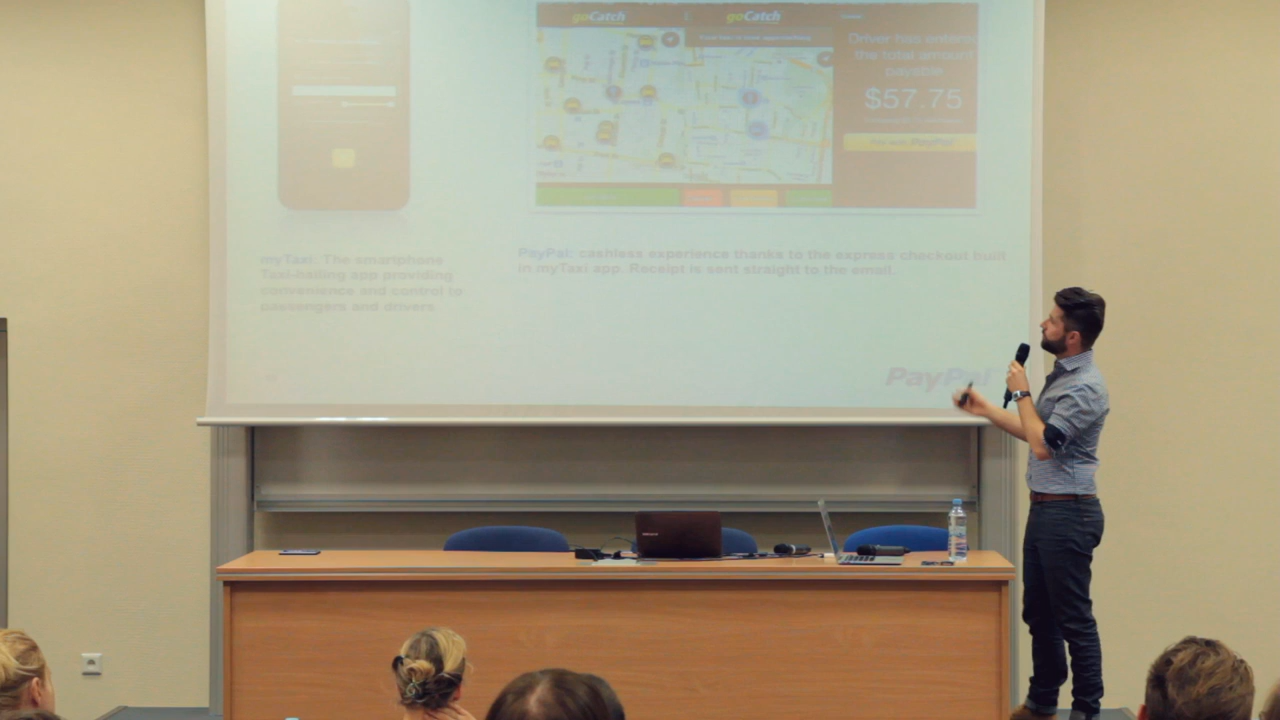 goCatch
goCatch
Driver has entered
the total amount
payable
$57.75
PayPal
myTaxi: The smartphone
Taxi-hailing app providing
convenience and control to
passengers and drivers
PayPal: cashless experience thanks to the express checkout built
in myTaxi app. Receipt is sent straight to the email.
PayPal